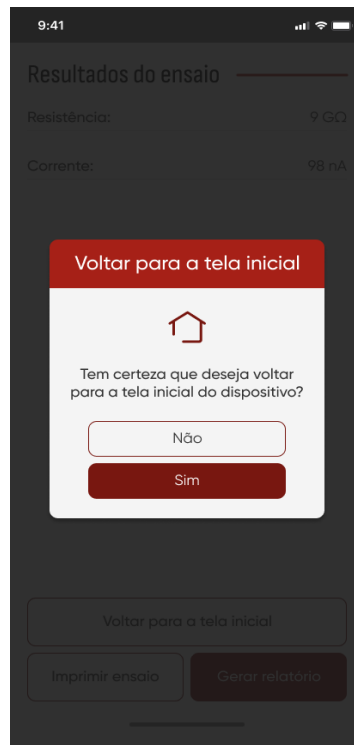 9:41
Resultados do ensaio
Resistência: 9 GΩ
Corrente: 98 nA
Voltar para a tela inicial
Tem certeza que deseja voltar
para a tela inicial do dispositivo?
Não
Sim
Voltar para a tela inicial
Imprimir ensaio Gerar relatório